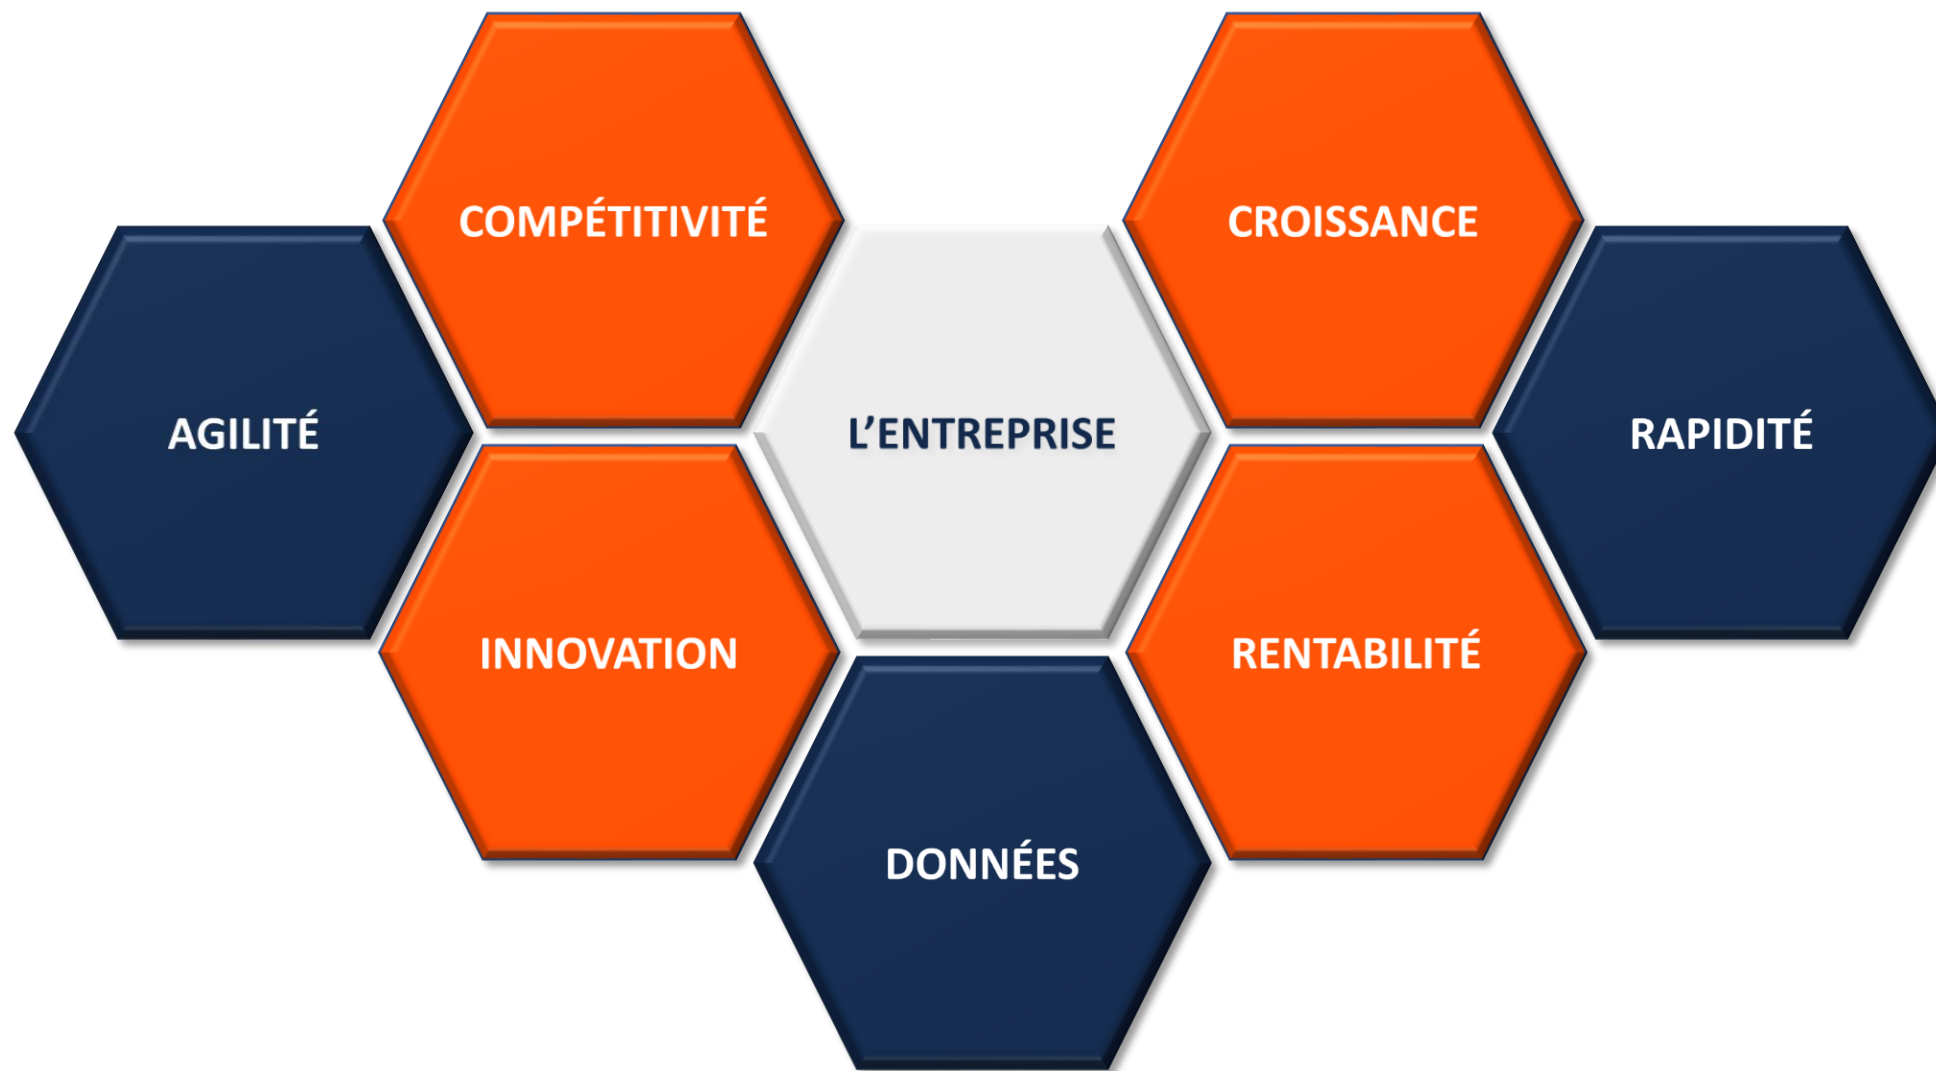 COMPÉTITIVITÉ
CROISSANCE
AGILITÉ
L’ENTREPRISE
RAPIDITÉ
INNOVATION
RENTABILITÉ
DONNÉES